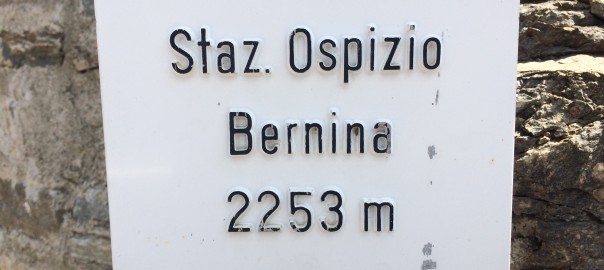 Staz. Ospizio
Bernina
2253 m